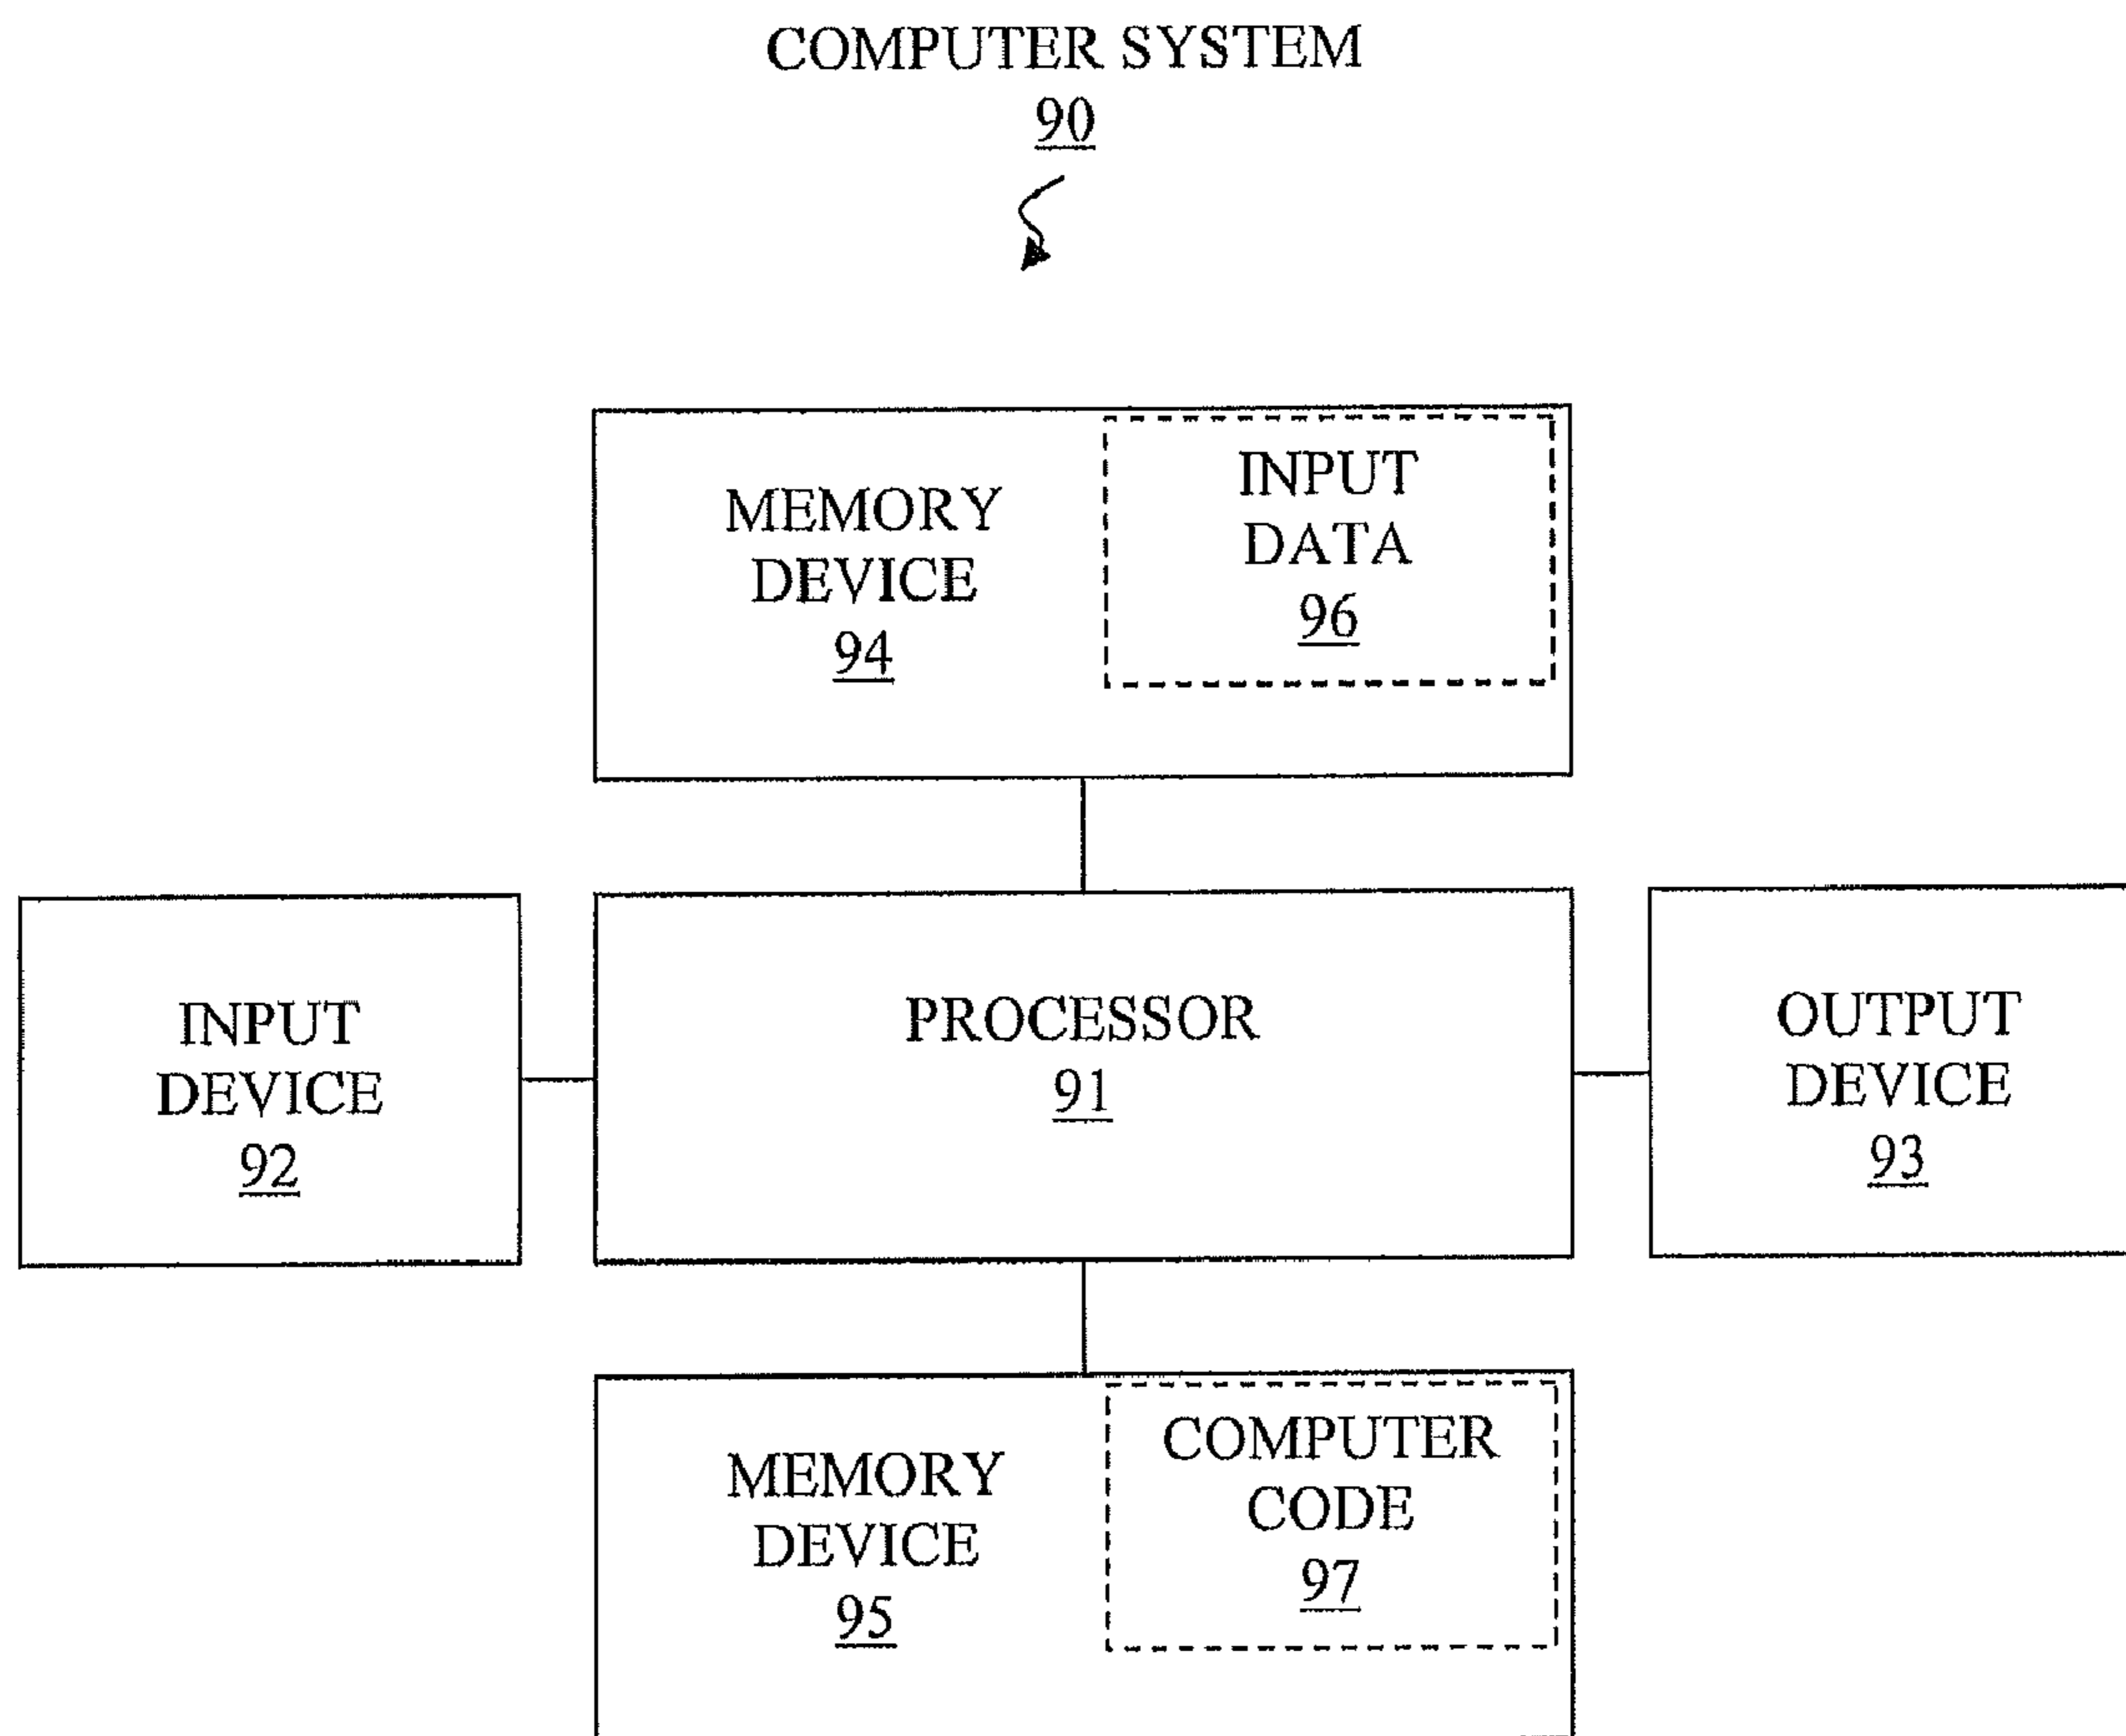 COMPUTER SYSTEM
90
MEMORY
DEVICE
94
INPUT
DATA
96
INPUT
DEVICE
92
PROCESSOR
91
OUTPUT
DEVICE
93
MEMORY
DEVICE
95
COMPUTER
CODE
97